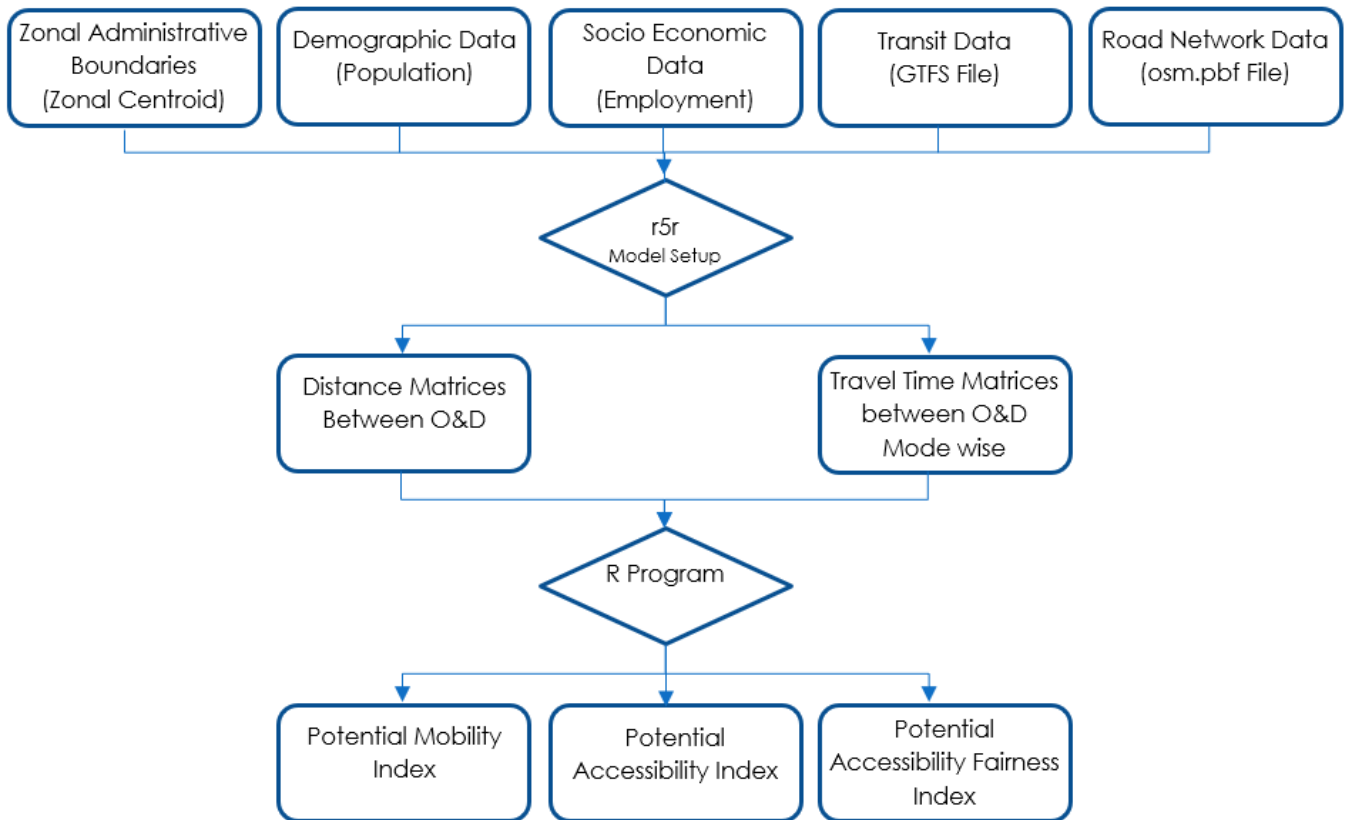 Zonal Administrative
Boundaries
(Zonal Centroid)
Demographic Data
(Population)
Socio Economic
Data
(Employment)
Transit Data
(GTFS File)
Road Network Data
(osm.pbf File)
r5r
Model Setup
Distance Matrices
Between O&D
Travel Time Matrices
between O&D
Mode wise
R Program
Potential Mobility
Index
Potential
Accessibility Index
Potential
Accessibility Fairness
Index